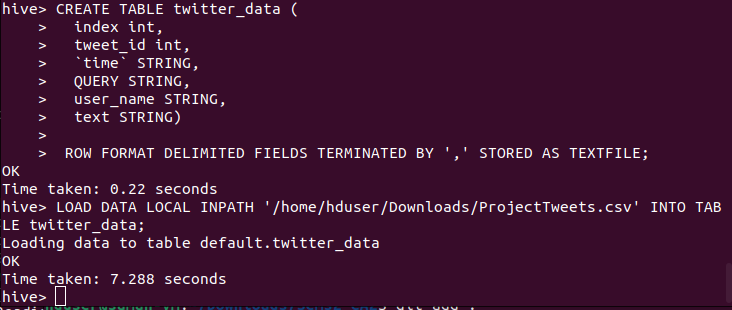 hive> CREATE TABLE twitter_data (
    >   index int,
    >   tweet_id int,
    >   `time` STRING,
    >   QUERY STRING,
    >   user_name STRING,
    >   text STRING)
    >
    >  ROW FORMAT DELIMITED FIELDS TERMINATED BY ',' STORED AS TEXTFILE;
OK
Time taken: 0.22 seconds
hive> LOAD DATA LOCAL INPATH '/home/hduser/Downloads/ProjectTweets.csv' INTO TAB
LE twitter_data;
Loading data to table default.twitter_data
OK
Time taken: 7.288 seconds
hive>